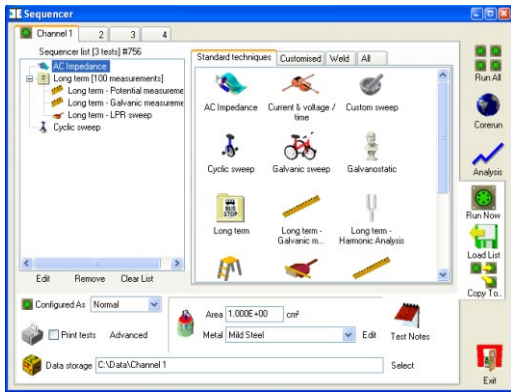 Sequencer
Channel 1 2 3 4
Sequencer list [3 tests] #756
AC Impedance
Long term [100 measurements]
Long term - Potential measureme
Long term - Galvanic measureme
Long term - LPR sweep
Cyclic sweep
Edit Remove Clear List
Standard techniques Customised Weld All
AC Impedance Current & voltage / time Custom sweep
Cyclic sweep Galvanic sweep Galvanostatic
BUS STOP
Long term Long term - Galvanic m... Long term - Harmonic Analysis
Run All
Corerun
Analysis
Run Now
Load List
Copy To..
Exit
Configured As Normal
Print tests Advanced
Area 1.000E+00 cm²
Metal Mild Steel Edit Test Notes
Data storage C:\Data\Channel 1 Select